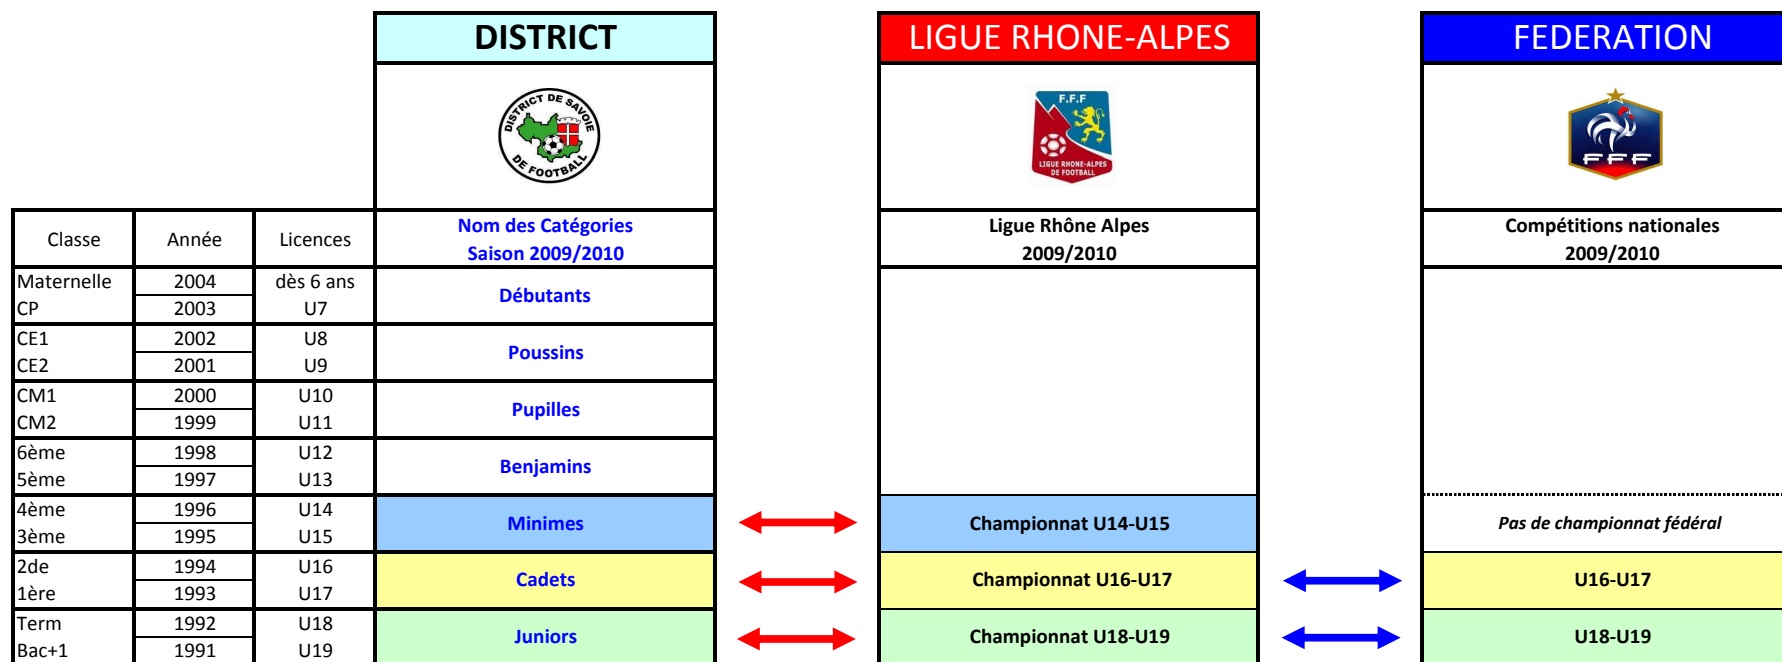 DISTRICT LIGUE RHONE-ALPES FEDERATION
DISTRICT DE SAVOIE
DE FOOTBALL
F.F.F
LIGUE RHONE-ALPES
DE FOOTBALL
FFF
Classe Année Licences Nom des Catégories Saison 2009/2010 Ligue Rhône Alpes 2009/2010 Compétitions nationales 2009/2010
Maternelle 2004 dès 6 ans
Débutants
CP 2003 U7
CE1 2002 U8
Poussins
CE2 2001 U9
CM1 2000 U10
Pupilles
CM2 1999 U11
6ème 1998 U12
Benjamins
5ème 1997 U13
4ème 1996 U14
Minimes Championnat U14-U15 Pas de championnat fédéral
3ème 1995 U15
2de 1994 U16
Cadets Championnat U16-U17 U16-U17
1ère 1993 U17
Term 1992 U18
Juniors Championnat U18-U19 U18-U19
Bac+1 1991 U19